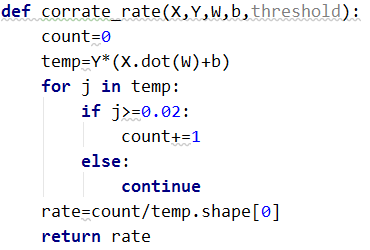 def corrate_rate(X,Y,W,b,threshold):
    count=0
    temp=Y*(X.dot(W)+b)
    for j in temp:
        if j>=0.02:
            count+=1
        else:
            continue
    rate=count/temp.shape[0]
    return rate